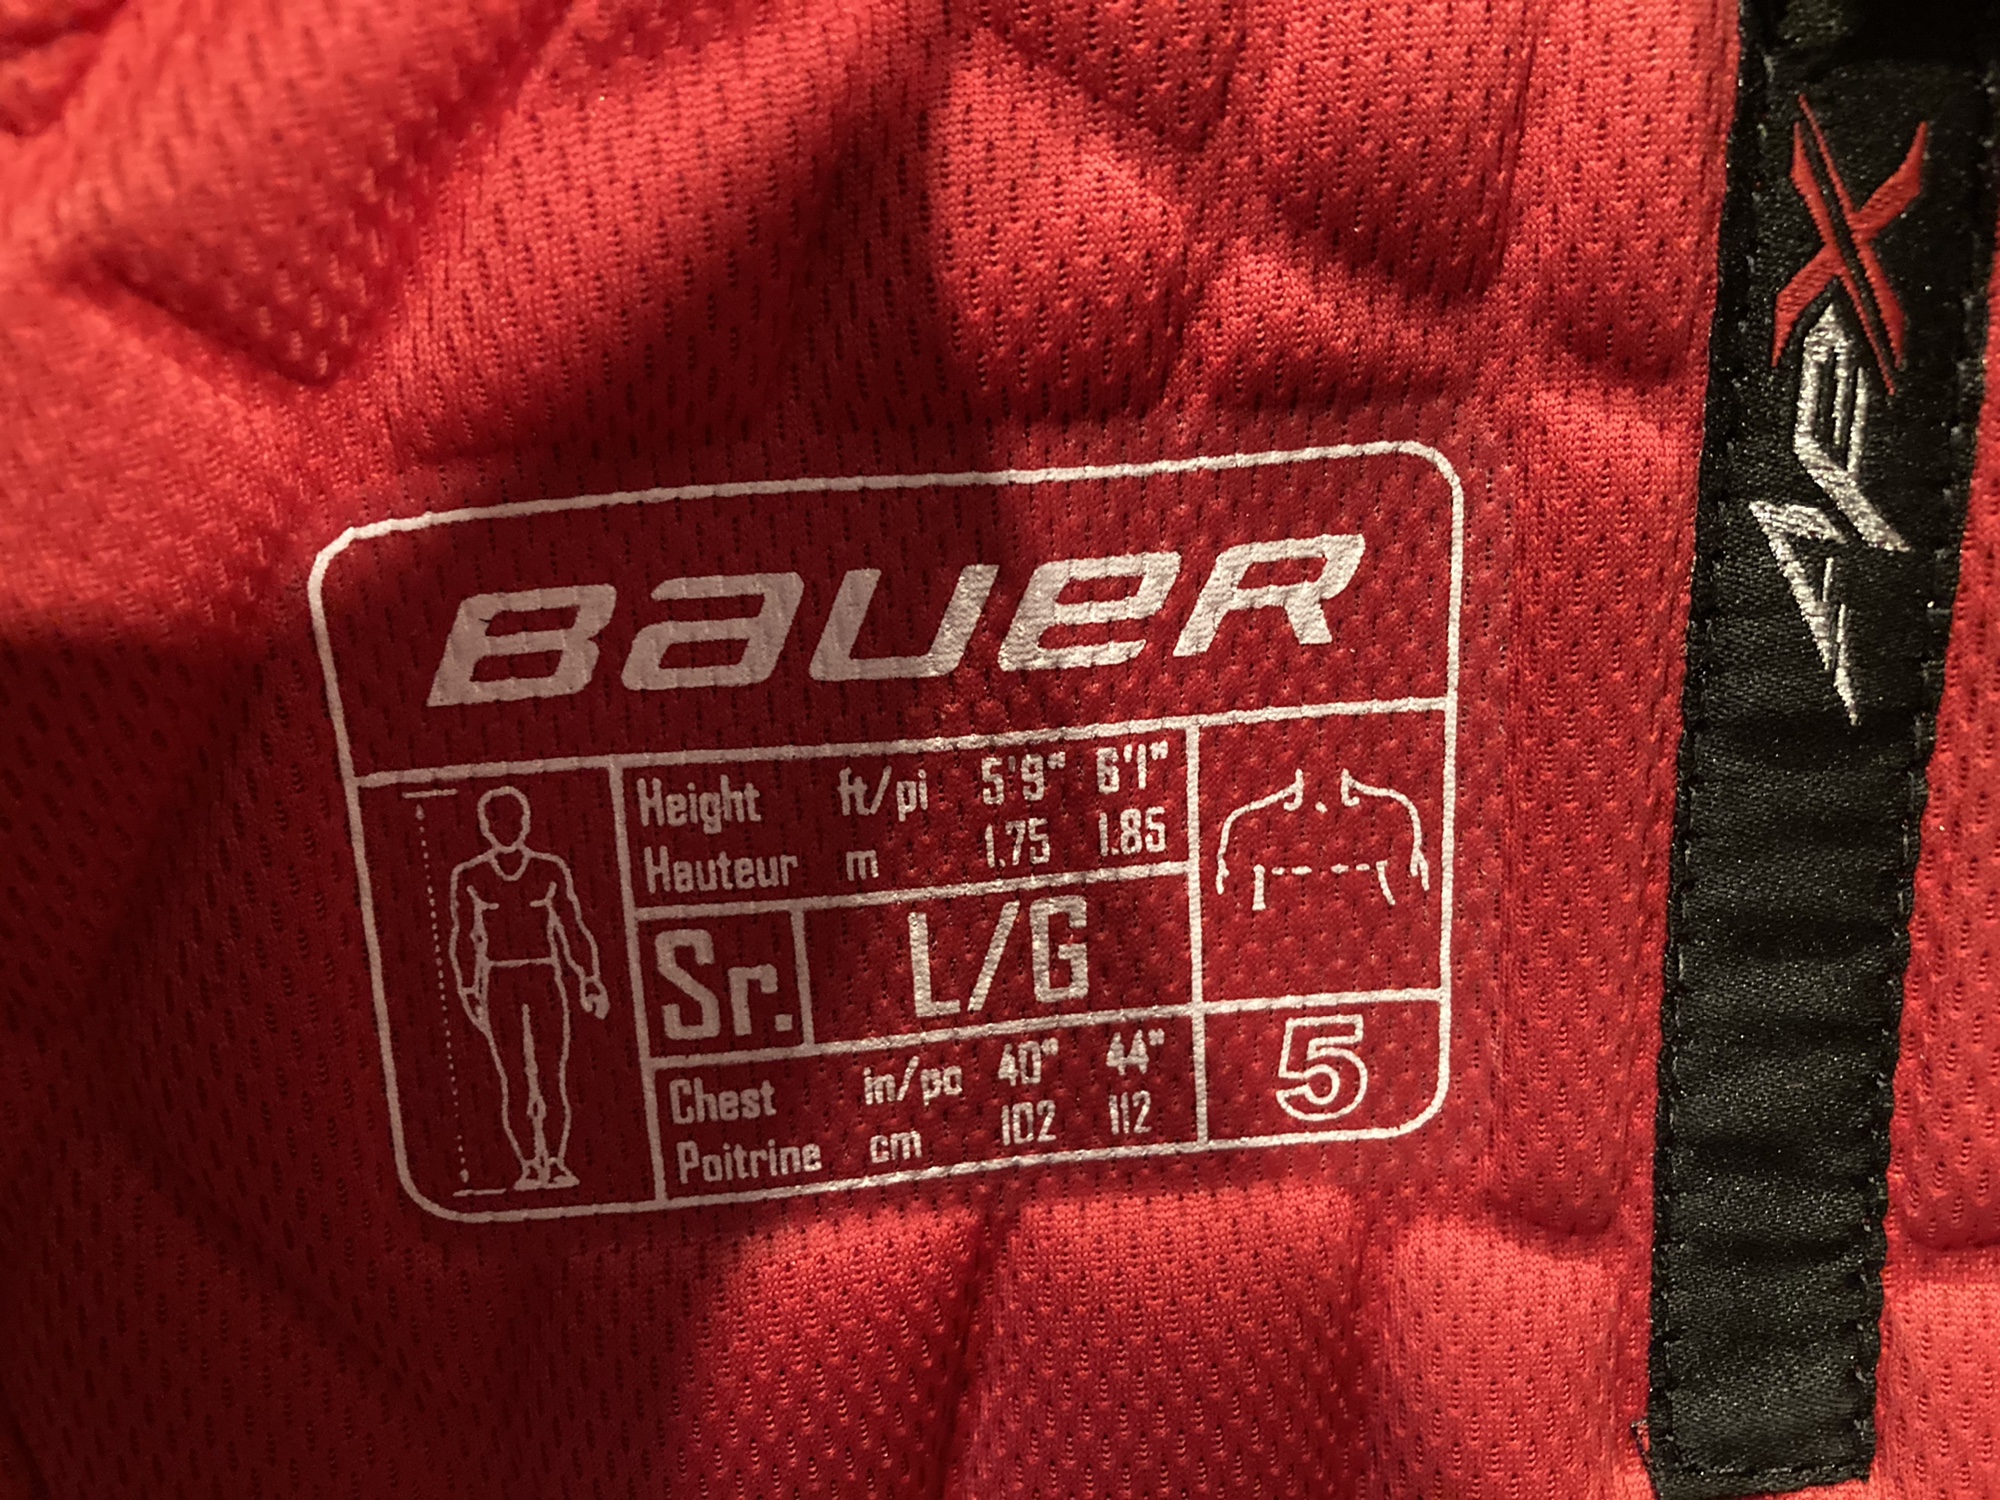 BAUER
Height ft/pi 5'9" 6'1"
Hauteur m 1.75 1.85
Sr. L/G
Chest in/po 40" 44"
Poitrine cm 102 112
5